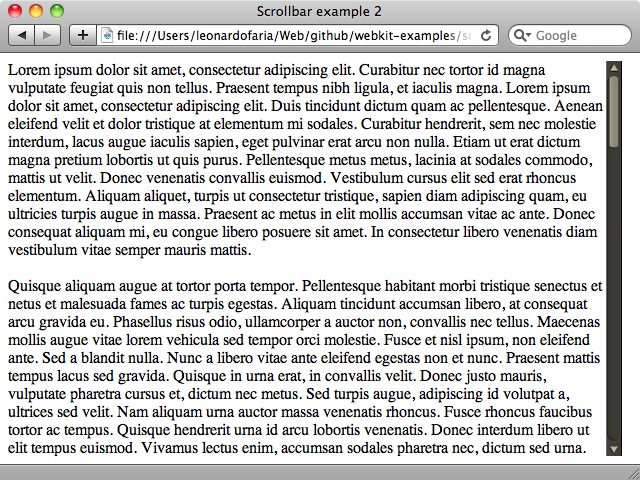 Scrollbar example 2
file:///Users/leonardofaria/Web/github/webkit-examples/
Google
Lorem ipsum dolor sit amet, consectetur adipiscing elit. Curabitur nec tortor id magna
vulputate feugiat quis non tellus. Praesent tempus nibh ligula, et iaculis magna. Lorem ipsum
dolor sit amet, consectetur adipiscing elit. Duis tincidunt dictum quam ac pellentesque. Aenean
eleifend velit et dolor tristique at elementum mi sodales. Curabitur hendrerit, sem nec molestie
interdum, lacus augue iaculis sapien, eget pulvinar erat arcu non nulla. Etiam ut erat dictum
magna pretium lobortis ut quis purus. Pellentesque metus metus, lacinia at sodales commodo,
mattis ut velit. Donec venenatis convallis euismod. Vestibulum cursus elit sed erat rhoncus
elementum. Aliquam aliquet, turpis ut consectetur tristique, sapien diam adipiscing quam, eu
ultricies turpis augue in massa. Praesent ac metus in elit mollis accumsan vitae ac ante. Donec
consequat aliquam mi, eu congue libero posuere sit amet. In consectetur libero venenatis diam
vestibulum vitae semper mauris mattis.
Quisque aliquam augue at tortor porta tempor. Pellentesque habitant morbi tristique senectus et
netus et malesuada fames ac turpis egestas. Aliquam tincidunt accumsan libero, at consequat
arcu gravida eu. Phasellus risus odio, ullamcorper a auctor non, convallis nec tellus. Maecenas
mollis augue vitae lorem vehicula sed tempor orci molestie. Fusce et nisl ipsum, non eleifend
ante. Sed a blandit nulla. Nunc a libero vitae ante eleifend egestas non et nunc. Praesent mattis
tempus lacus sed gravida. Quisque in urna erat, in convallis velit. Donec justo mauris,
vulputate pharetra cursus et, dictum nec metus. Sed turpis augue, adipiscing id volutpat a,
ultrices sed velit. Nam aliquam urna auctor massa venenatis rhoncus. Fusce rhoncus faucibus
tortor ac tempus. Quisque hendrerit urna id arcu lobortis venenatis. Donec interdum libero ut
elit tempus euismod. Vivamus lectus enim, accumsan sodales pharetra nec, dictum sed urna.